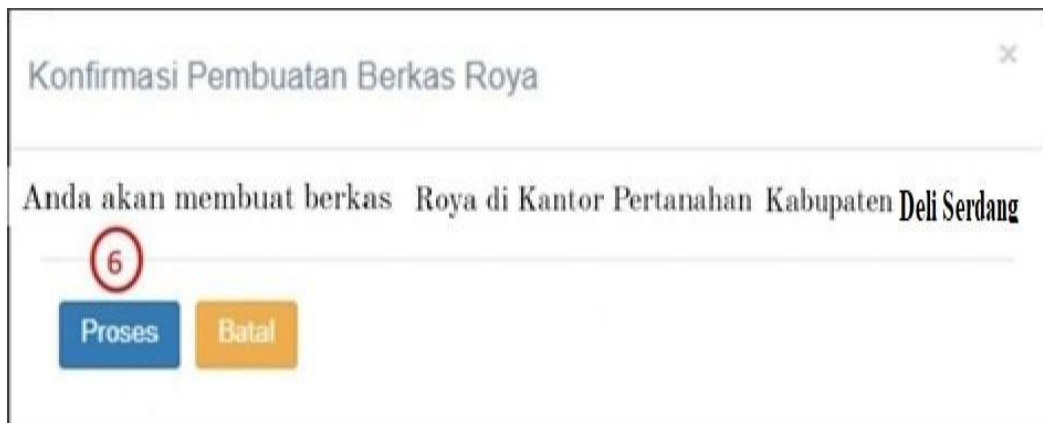 Konfirmasi Pembuatan Berkas Roya ×
Anda akan membuat berkas Roya di Kantor Pertanahan Kabupaten Deli Serdang
6
Proses Batal